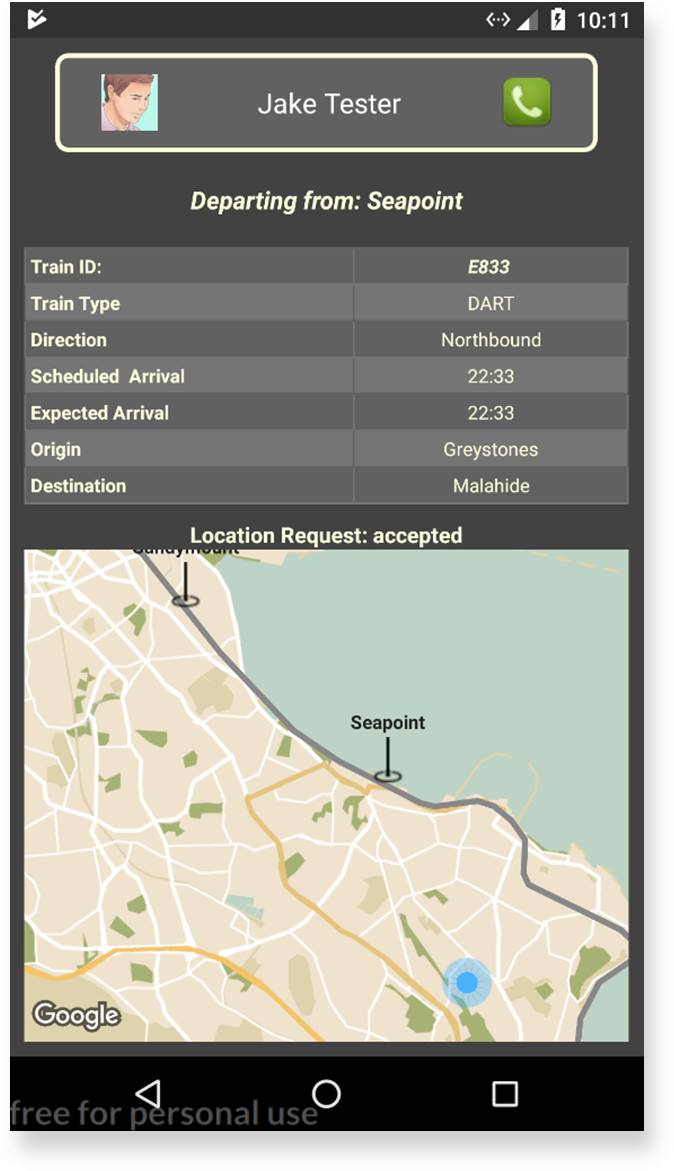 10:11
Jake Tester
Departing from: Seapoint
Train ID: E833
Train Type DART
Direction Northbound
Scheduled Arrival 22:33
Expected Arrival 22:33
Origin Greystones
Destination Malahide
Location Request: accepted
Sandymount
Seapoint
Google
free for personal use